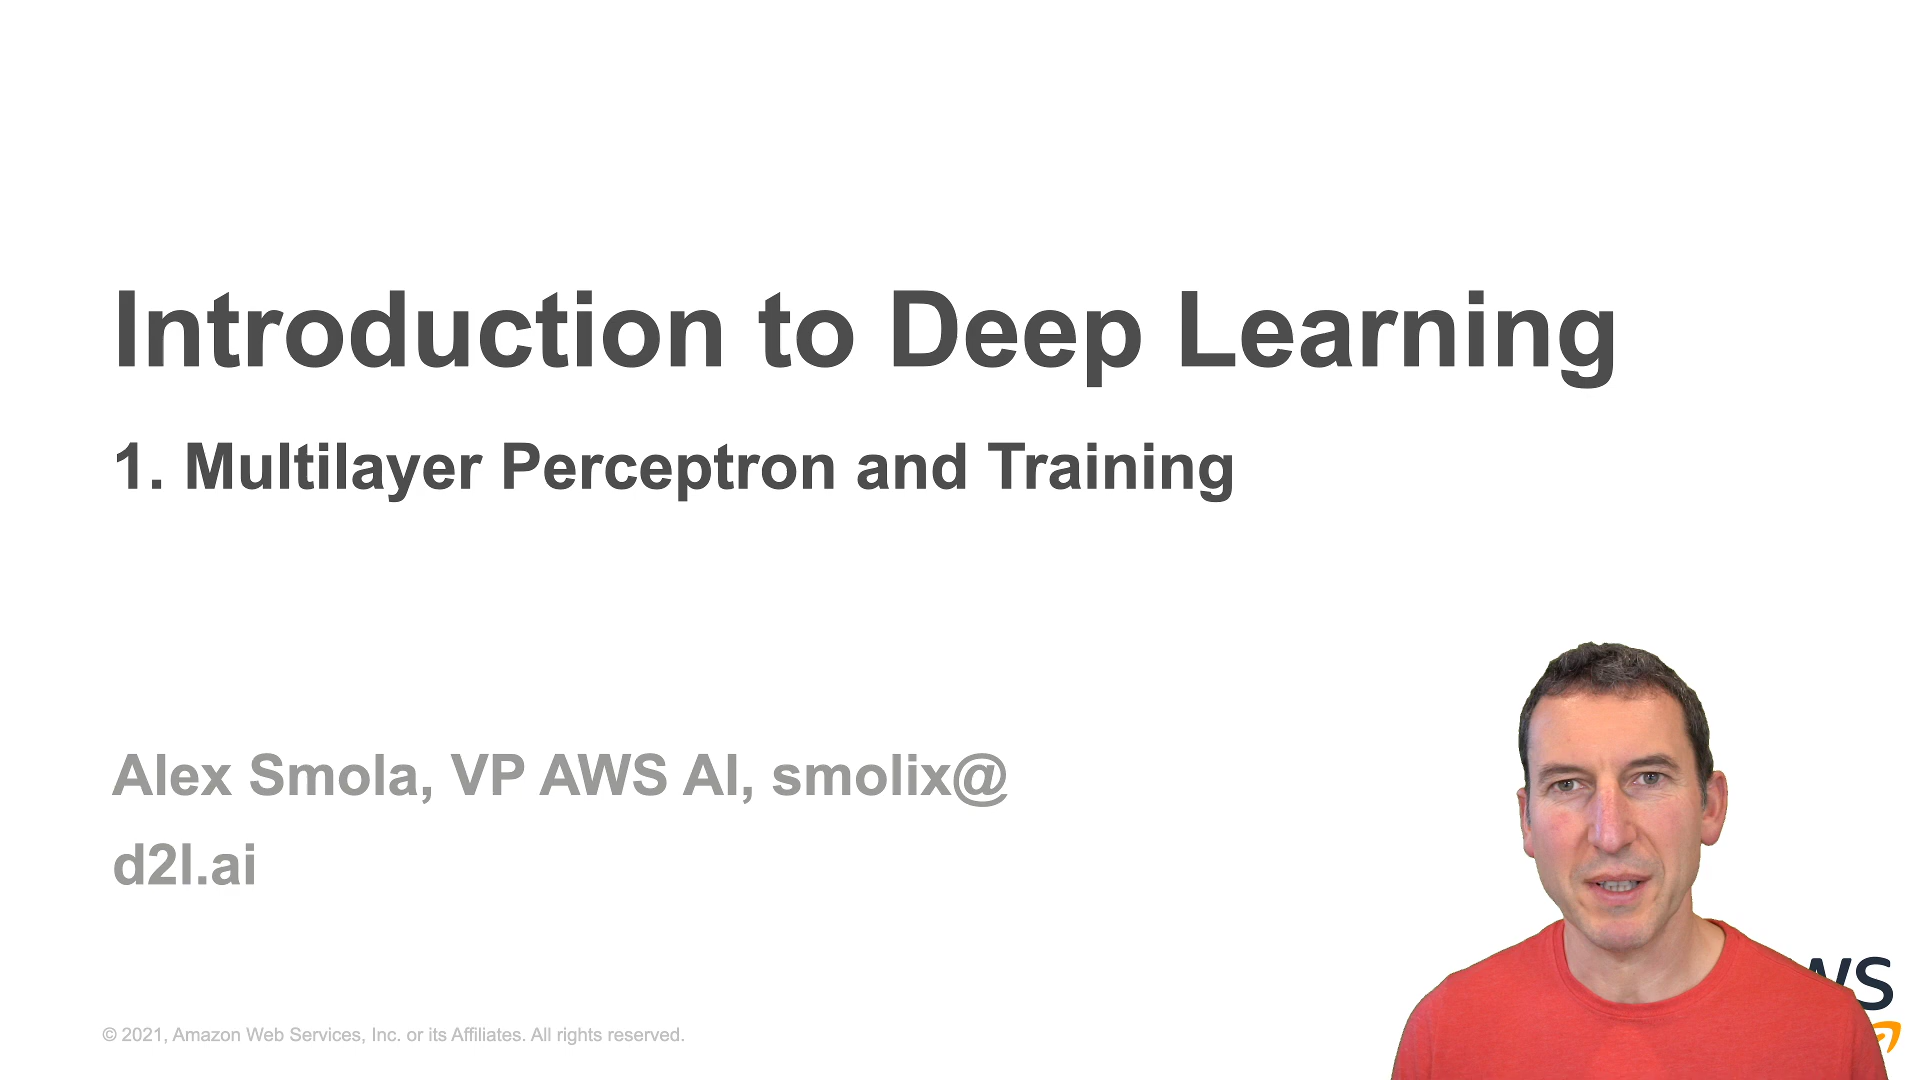 Introduction to Deep Learning
1. Multilayer Perceptron and Training
Alex Smola, VP AWS AI, smolix@
d2l.ai
© 2021, Amazon Web Services, Inc. or its Affiliates. All rights reserved.